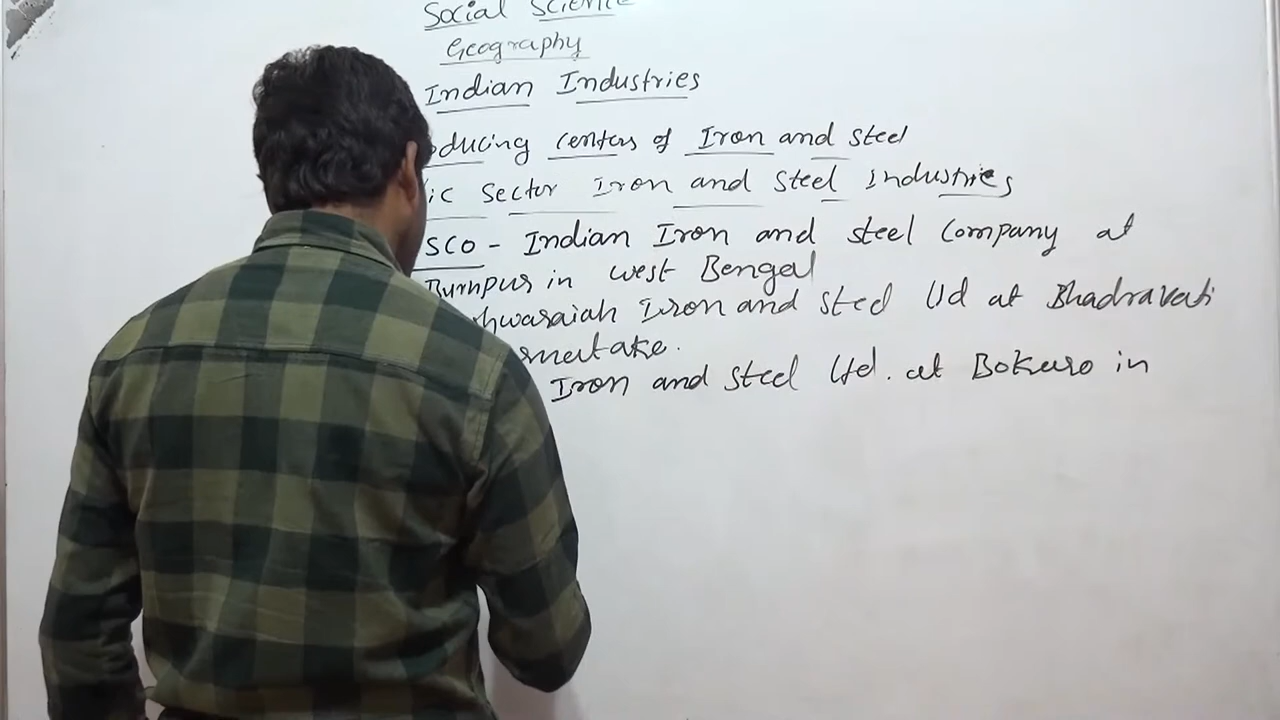 Social Science
Geography
Indian Industries
oducing centers of Iron and steel
ic Sector Iron and Steel industries
SCO - Indian Iron and steel Company at
Burnpur in west Bengal
hwaraiah Iron and Steel Ltd at Bhadravati
Iron and Steel Ltd. at Bokaro in